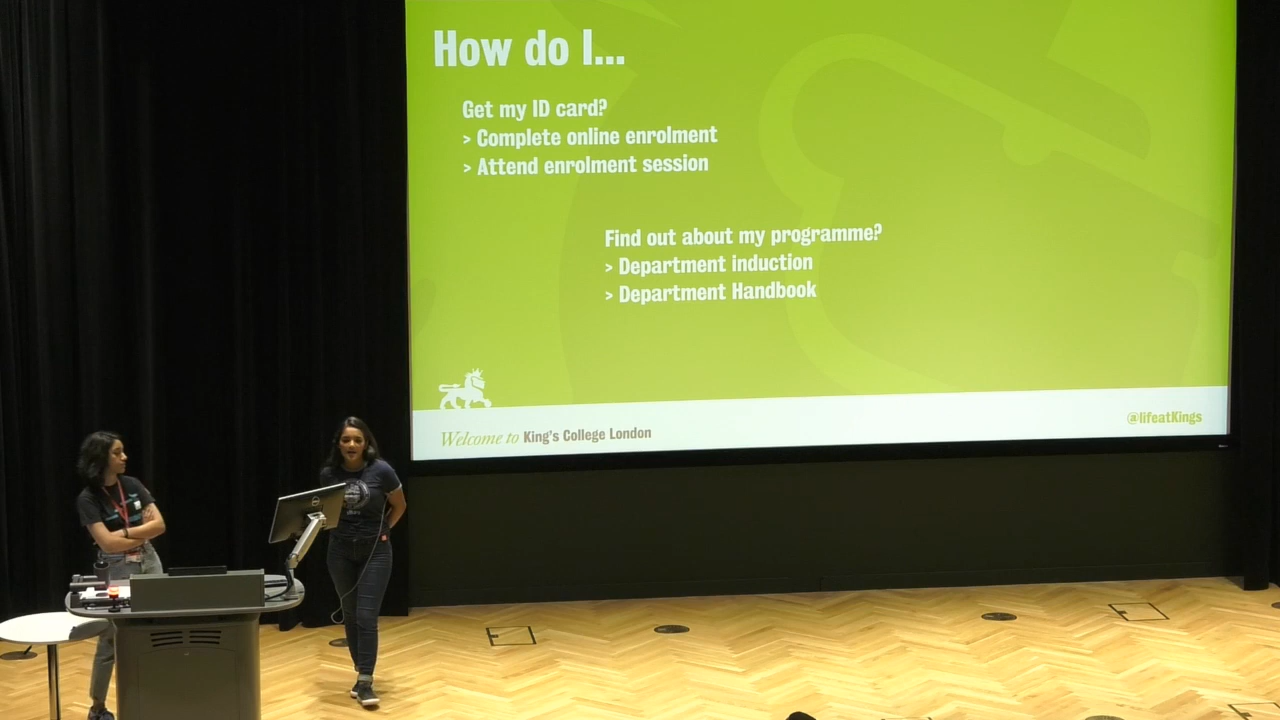 How do I...
Get my ID card?
> Complete online enrolment
> Attend enrolment session
Find out about my programme?
> Department induction
> Department Handbook
Welcome to King's College London
@lifeatKings